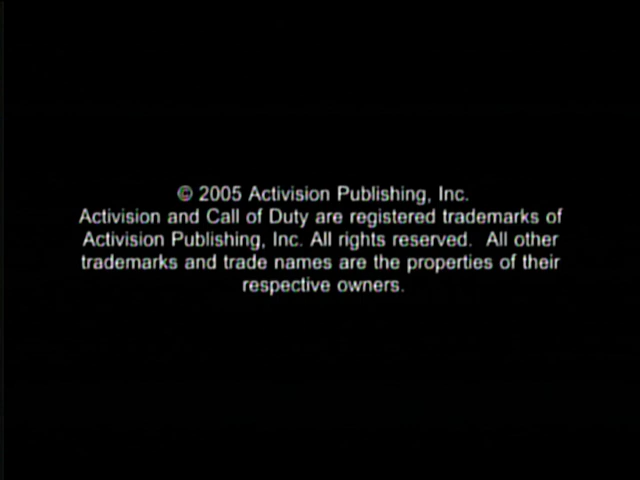 © 2005 Activision Publishing, Inc.
Activision and Call of Duty are registered trademarks of
Activision Publishing, Inc. All rights reserved.  All other
trademarks and trade names are the properties of their
respective owners.